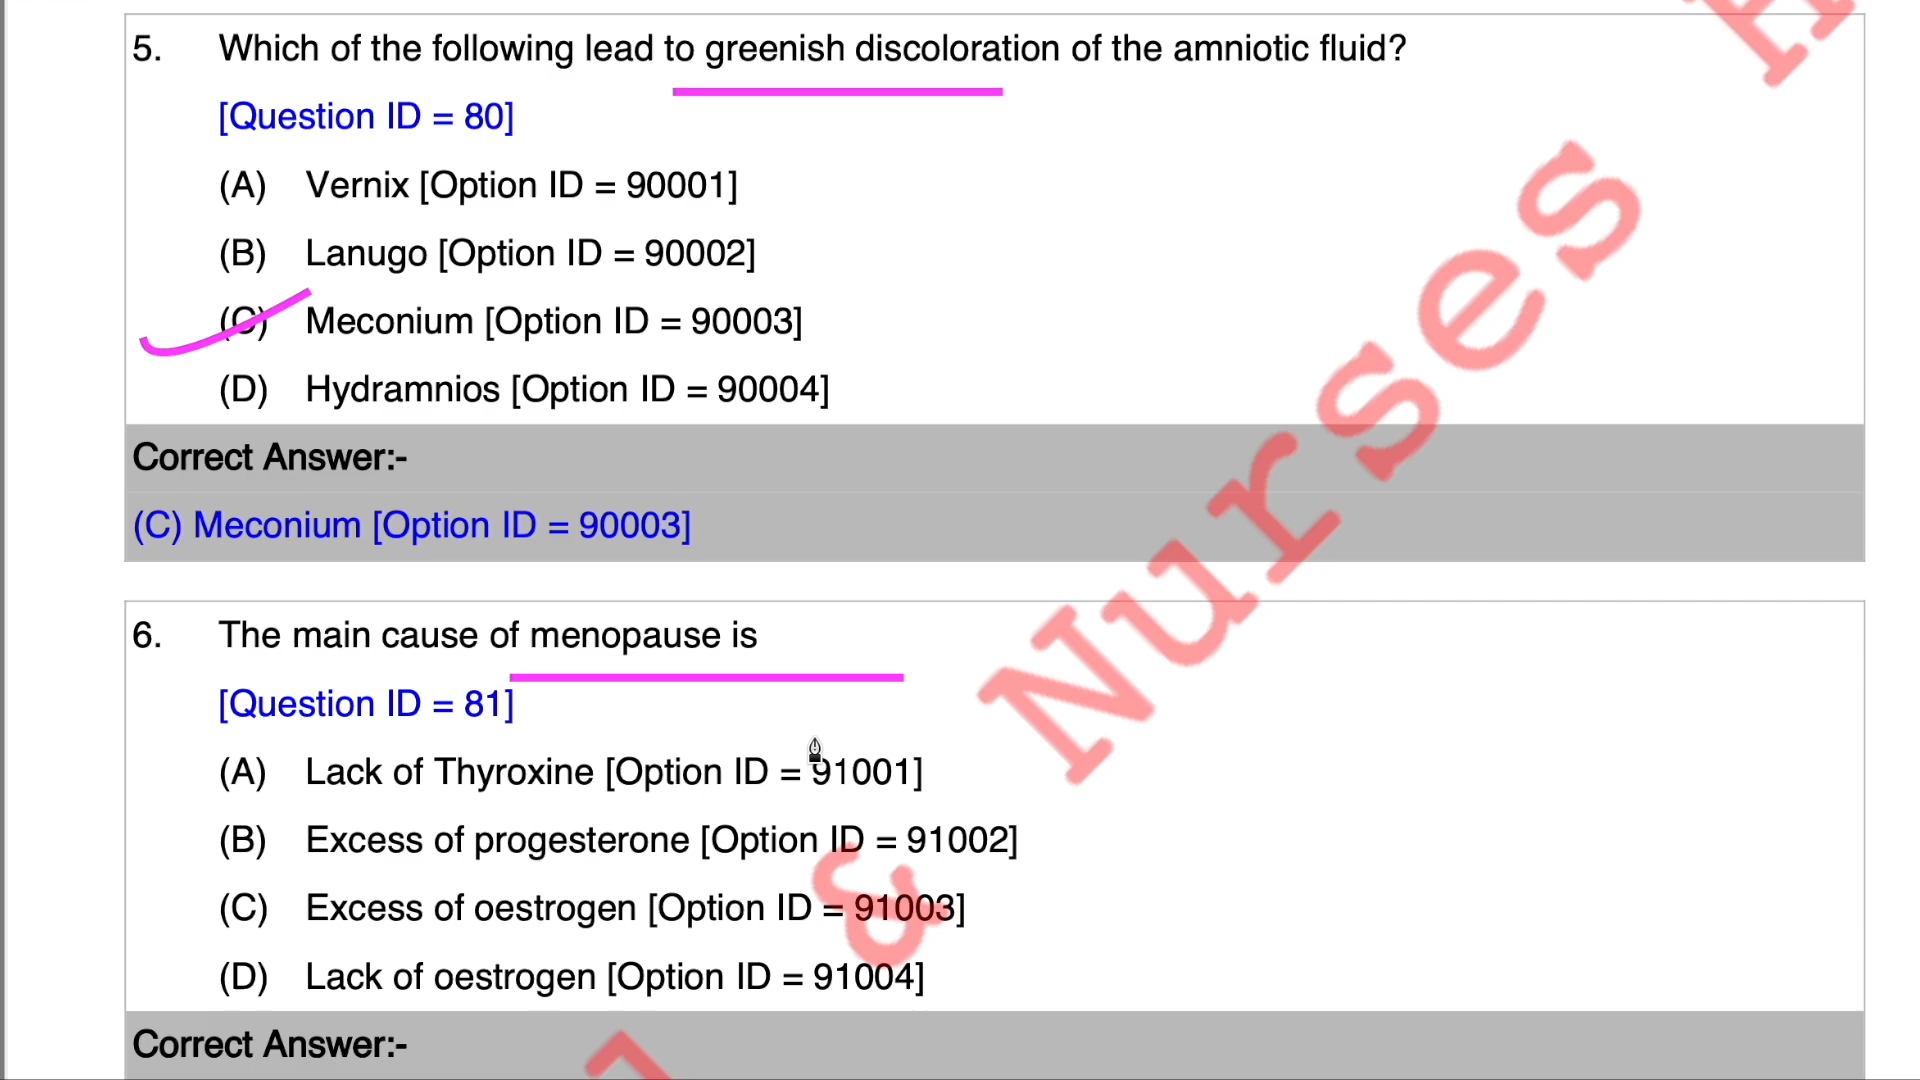 5. Which of the following lead to greenish discoloration of the amniotic fluid?
[Question ID = 80]
(A) Vernix [Option ID = 90001]
(B) Lanugo [Option ID = 90002]
(C) Meconium [Option ID = 90003]
(D) Hydramnios [Option ID = 90004]
Correct Answer:-
(C) Meconium [Option ID = 90003]
6. The main cause of menopause is
[Question ID = 81]
(A) Lack of Thyroxine [Option ID = 91001]
(B) Excess of progesterone [Option ID = 91002]
(C) Excess of oestrogen [Option ID = 91003]
(D) Lack of oestrogen [Option ID = 91004]
Correct Answer:-
& Nurses